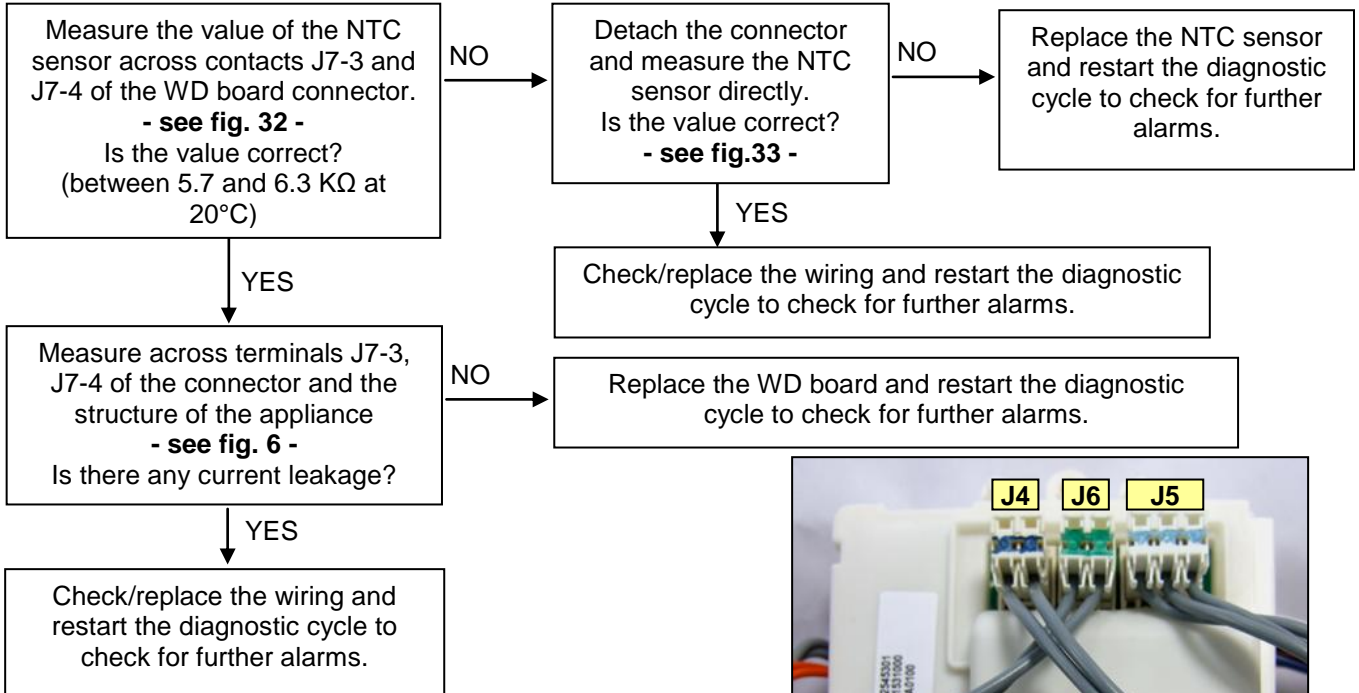 Measure the value of the NTC
sensor across contacts J7-3 and
J7-4 of the WD board connector.
- see fig. 32 -
Is the value correct?
(between 5.7 and 6.3 KΩ at
20°C)
NO
Detach the connector
and measure the NTC
sensor directly.
Is the value correct?
- see fig.33 -
NO
Replace the NTC sensor
and restart the diagnostic
cycle to check for further
alarms.
YES
Check/replace the wiring and restart the diagnostic
cycle to check for further alarms.
YES
Measure across terminals J7-3,
J7-4 of the connector and the
structure of the appliance
- see fig. 6 -
Is there any current leakage?
NO
Replace the WD board and restart the diagnostic
cycle to check for further alarms.
YES
Check/replace the wiring and
restart the diagnostic cycle to
check for further alarms.
J4 J6 J5